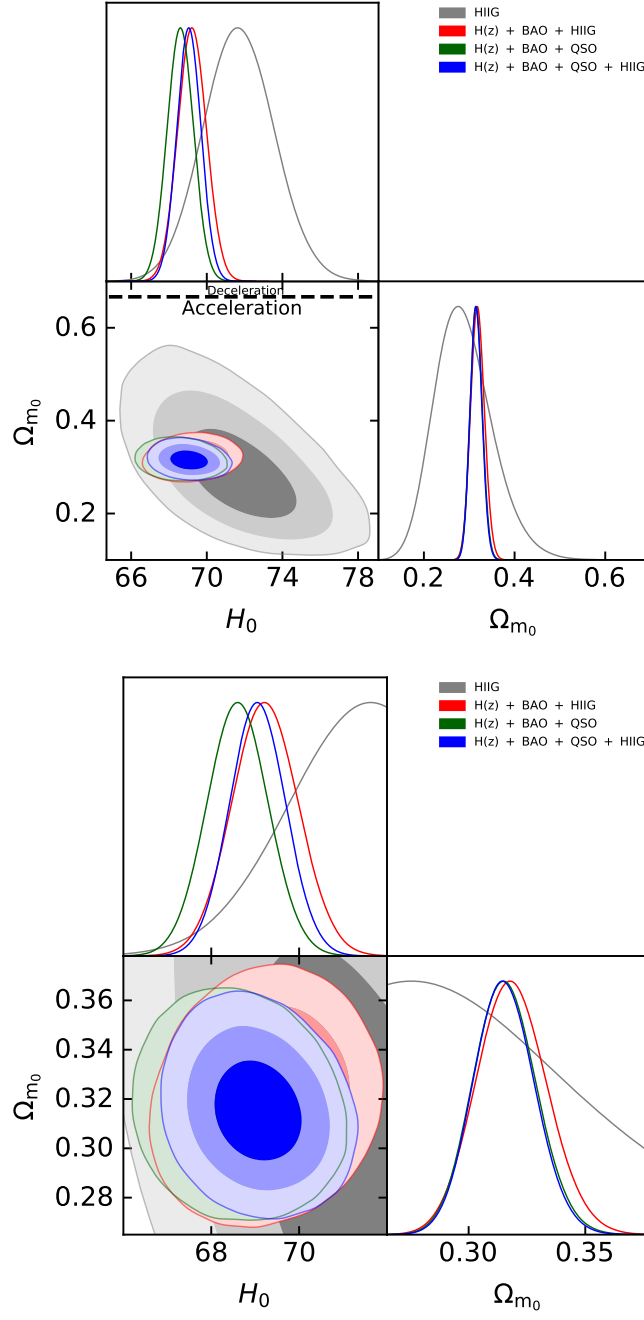 HIIG
H(z) + BAO + HIIG
H(z) + BAO + QSO
H(z) + BAO + QSO + HIIG
Deceleration
Acceleration
0.6
0.4
0.2
Ωm0
66 70 74 78
0.2 0.4 0.6
H0
Ωm0
HIIG
H(z) + BAO + HIIG
H(z) + BAO + QSO
H(z) + BAO + QSO + HIIG
0.36
0.34
0.32
0.30
0.28
Ωm0
68 70
0.30 0.35
H0
Ωm0